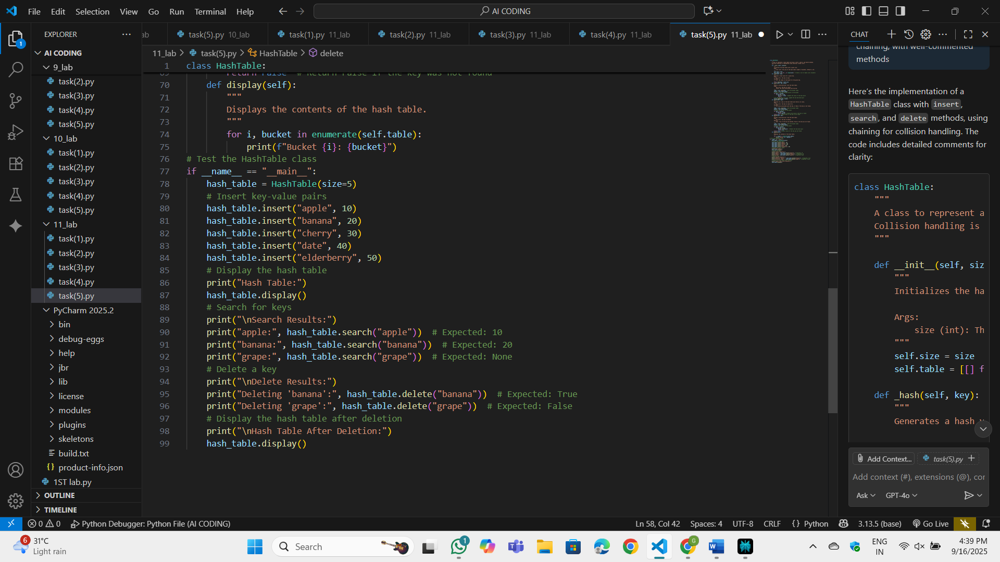 File Edit Selection View Go Run Terminal Help
AI CODING
EXPLORER
AI CODING
9_lab
task(2).py
task(3).py
task(4).py
task(5).py
10_lab
task(1).py
task(2).py
task(3).py
task(4).py
task(5).py
11_lab
task(1).py
task(2).py
task(3).py
task(4).py
task(5).py
PyCharm 2025.2
bin
debug-eggs
help
jbr
lib
license
modules
plugins
skeletons
build.txt
product-info.json
1ST lab.py
OUTLINE
TIMELINE
ab task(5).py 10_lab task(1).py 11_lab task(2).py 11_lab task(3).py 11_lab task(4).py 11_lab task(5).py 11_lab
11_lab > task(5).py > HashTable > delete
1 class HashTable:
69 return False # Return False if the key was not found
70 def display(self):
71 """
72 Displays the contents of the hash table.
73 """
74 for i, bucket in enumerate(self.table):
75 print(f"Bucket {i}: {bucket}")
76 # Test the HashTable class
77 if __name__ == "__main__":
78 hash_table = HashTable(size=5)
79 # Insert key-value pairs
80 hash_table.insert("apple", 10)
81 hash_table.insert("banana", 20)
82 hash_table.insert("cherry", 30)
83 hash_table.insert("date", 40)
84 hash_table.insert("elderberry", 50)
85 # Display the hash table
86 print("Hash Table:")
87 hash_table.display()
88 # Search for keys
89 print("\nSearch Results:")
90 print("apple:", hash_table.search("apple")) # Expected: 10
91 print("banana:", hash_table.search("banana")) # Expected: 20
92 print("grape:", hash_table.search("grape")) # Expected: None
93 # Delete a key
94 print("\nDelete Results:")
95 print("Deleting 'banana':", hash_table.delete("banana")) # Expected: True
96 print("Deleting 'grape':", hash_table.delete("grape")) # Expected: False
97 # Display the hash table after deletion
98 print("\nHash Table After Deletion:")
99 hash_table.display()
CHAT
chaining, with well-commented
methods
Here's the implementation of a
HashTable class with insert,
search, and delete methods, using
chaining for collision handling. The
code includes detailed comments for
clarity:
class HashTable:
"""
A class to represent a
Collision handling is
"""
def __init__(self, siz
"""
Initializes the ha
Args:
size (int): Th
"""
self.size = size
self.table = [[] f
def _hash(self, key):
"""
Generates a hash v
Add Context... task(5).py +
Add context (#), extensions (@), cor
Ask GPT-4o
0 0 Python Debugger: Python File (AI CODING) Ln 58, Col 42 Spaces: 4 UTF-8 CRLF {} Python 3.13.5 (base) Go Live
6 31°C
Light rain
Search
1
G
ENG
IN
4:39 PM
9/16/2025